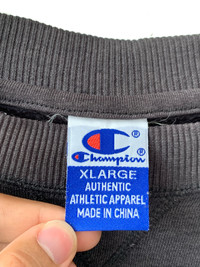 ®
Champion®
XLARGE
AUTHENTIC
ATHLETIC APPAREL
MADE IN CHINA